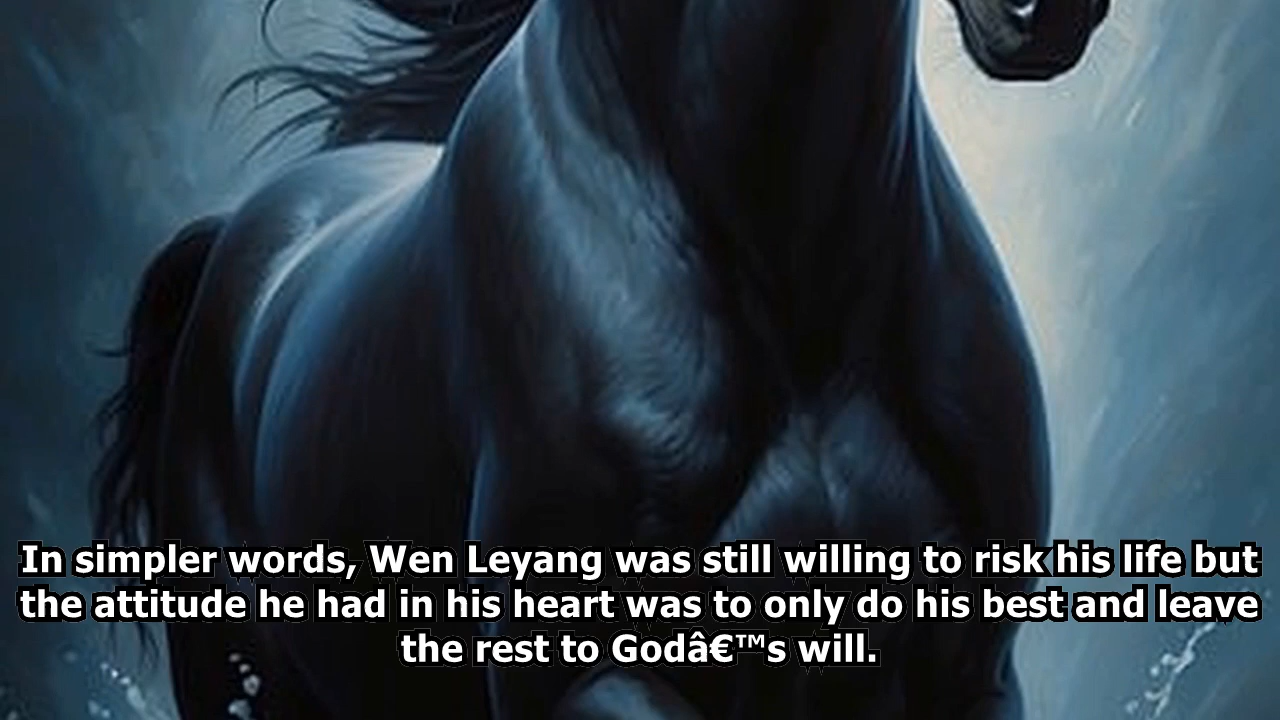 In simpler words, Wen Leyang was still willing to risk his life but
the attitude he had in his heart was to only do his best and leave
the rest to Godâ€™s will.